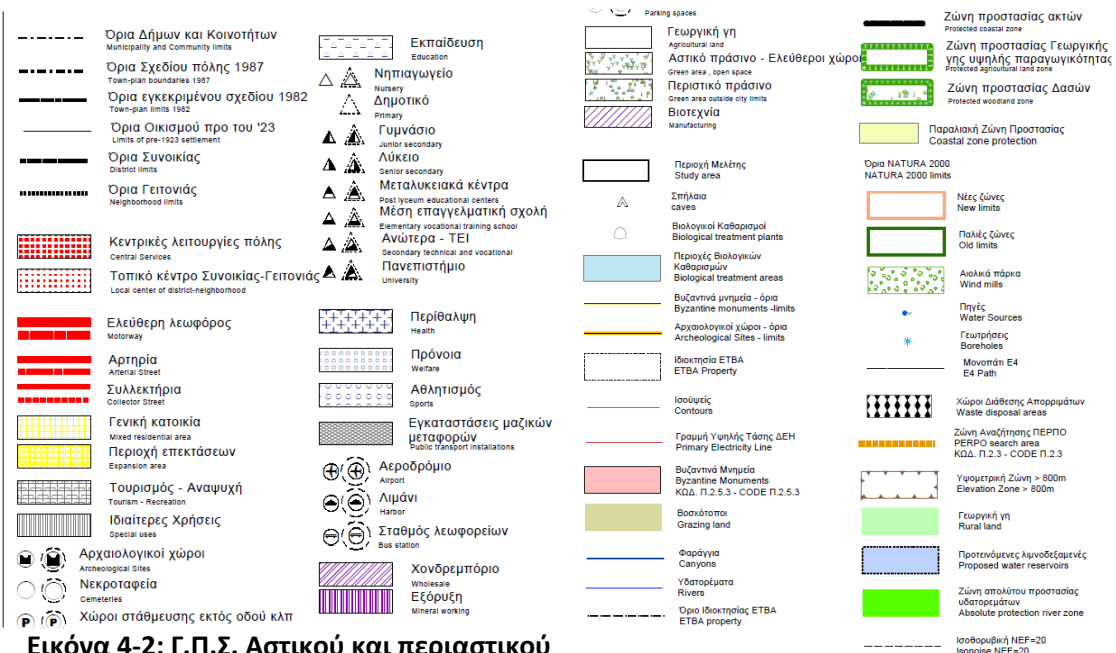 Όρια Δήμων και Κοινοτήτων
Municipality and Community limits
Όρια Σχεδίου πόλης 1987
Town-plan boundaries 1987
Όρια εγκεκριμένου σχεδίου 1982
Town-plan limits 1982
Όρια Οικισμού προ του '23
Limits of pre-1923 settlement
Όρια Συνοικίας
District limits
Όρια Γειτονιάς
Neighborhood limits
Κεντρικές λειτουργίες πόλης
Central Services
Τοπικό κέντρο Συνοικίας-Γειτονιάς
Local center of district-neighborhood
Ελεύθερη λεωφόρος
Motorway
Αρτηρία
Arterial Street
Συλλεκτήρια
Collector Street
Γενική κατοικία
Mixed residential area
Περιοχή επεκτάσεων
Expansion area
Τουρισμός - Αναψυχή
Tourism - Recreation
Ιδιαίτερες Χρήσεις
Special uses
Αρχαιολογικοί χώροι
Archeological Sites
Νεκροταφεία
Cemeteries
P P Χώροι στάθμευσης εκτός οδού κλπ
Εκπαίδευση
Education
Νηπιαγωγείο
Nursery
Δημοτικό
Primary
Γυμνάσιο
Junior secondary
Λύκειο
Senior secondary
Μεταλυκειακά κέντρα
Post lyceum educational centers
Μέση επαγγελματική σχολή
Elementary vocational training school
Ανώτερα - ΤΕΙ
Secondary technical and vocational
Πανεπιστήμιο
University
Περίθαλψη
Health
Πρόνοια
Welfare
Αθλητισμός
Sports
Εγκαταστάσεις μαζικών
μεταφορών
Public transport installations
Αεροδρόμιο
Airport
Λιμάνι
Harbor
Σταθμός λεωφορείων
Bus station
Χονδρεμπόριο
Wholesale
Εξόρυξη
Mineral working
Parking spaces
Γεωργική γη
Agricultural land
Αστικό πράσινο - Ελεύθεροι χώροι
Green area , open space
Περιστικό πράσινο
Green area outside city limits
Βιοτεχνία
Manufacturing
Περιοχή Μελέτης
Study area
Σπήλαια
caves
Βιολογικοί Καθαρισμοί
Biological treatment plants
Περιοχές Βιολογικών
Καθαρισμών
Biological treatment areas
Βυζαντινά μνημεία - όρια
Byzantine monuments -limits
Αρχαιολογικοί χώροι - όρια
Archeological Sites - limits
Ιδιοκτησία ΕΤΒΑ
ETBA Property
Ισοϋψείς
Contours
Γραμμή Υψηλής Τάσης ΔΕΗ
Primary Electricity Line
Βυζαντινά Μνημεία
Byzantine Monuments
ΚΩΔ. Π.2.5.3 - CODE Π.2.5.3
Βοσκότοποι
Grazing land
Φαράγγια
Canyons
Υδατορέματα
Rivers
Όριο Ιδιοκτησίας ΕΤΒΑ
ETBA property
Ζώνη προστασίας ακτών
Protected coastal zone
Ζώνη προστασίας Γεωργικής
γης υψηλής παραγωγικότητας
Protected agricultural land zone
Ζώνη προστασίας Δασών
Protected woodland zone
Παραλιακή Ζώνη Προστασίας
Coastal zone protection
Όρια NATURA 2000
NATURA 2000 limits
Νέες ζώνες
New limits
Παλιές ζώνες
Old limits
Αιολικά πάρκα
Wind mills
Πηγές
Water Sources
Γεωτρήσεις
Boreholes
Μονοπάτι Ε4
E4 Path
Χώροι Διάθεσης Απορριμάτων
Waste disposal areas
Ζώνη Αναζήτησης ΠΕΡΠΟ
PERPO search area
ΚΩΔ. Π.2.3 - CODE Π.2.3
Υψομετρική Ζώνη > 800m
Elevation Zone > 800m
Γεωργική γη
Rural land
Προτεινόμενες λιμνοδεξαμενές
Proposed water reservoirs
Ζώνη απολύτου προστασίας
υδατορεμάτων
Absolute protection river zone
Ισοθορυβική NEF=20
Isonoise NEF=20
Εικόνα 4-2: Γ.Π.Σ. Αστικού και περιαστικού